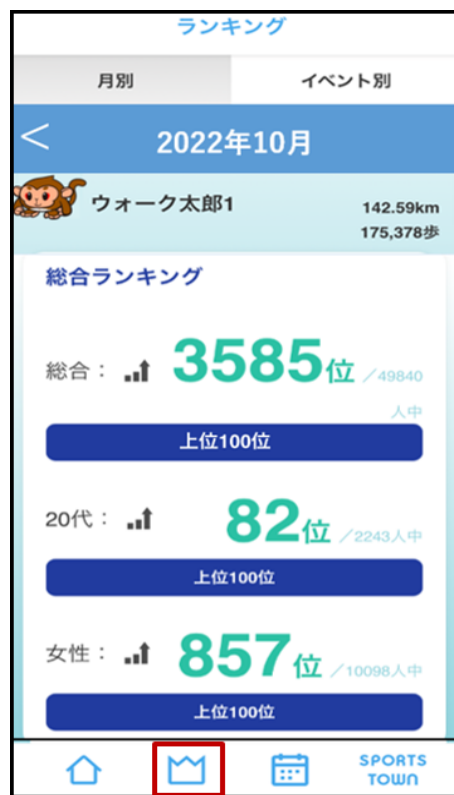 ランキング
月別 イベント別
< 2022年10月
ウォーク太郎1 142.59km
175,378歩
総合ランキング
総合： 3585位 ／49840
人中
上位100位
20代： 82位 ／2243人中
上位100位
女性： 857位 ／10098人中
上位100位
SPORTS
TOWN